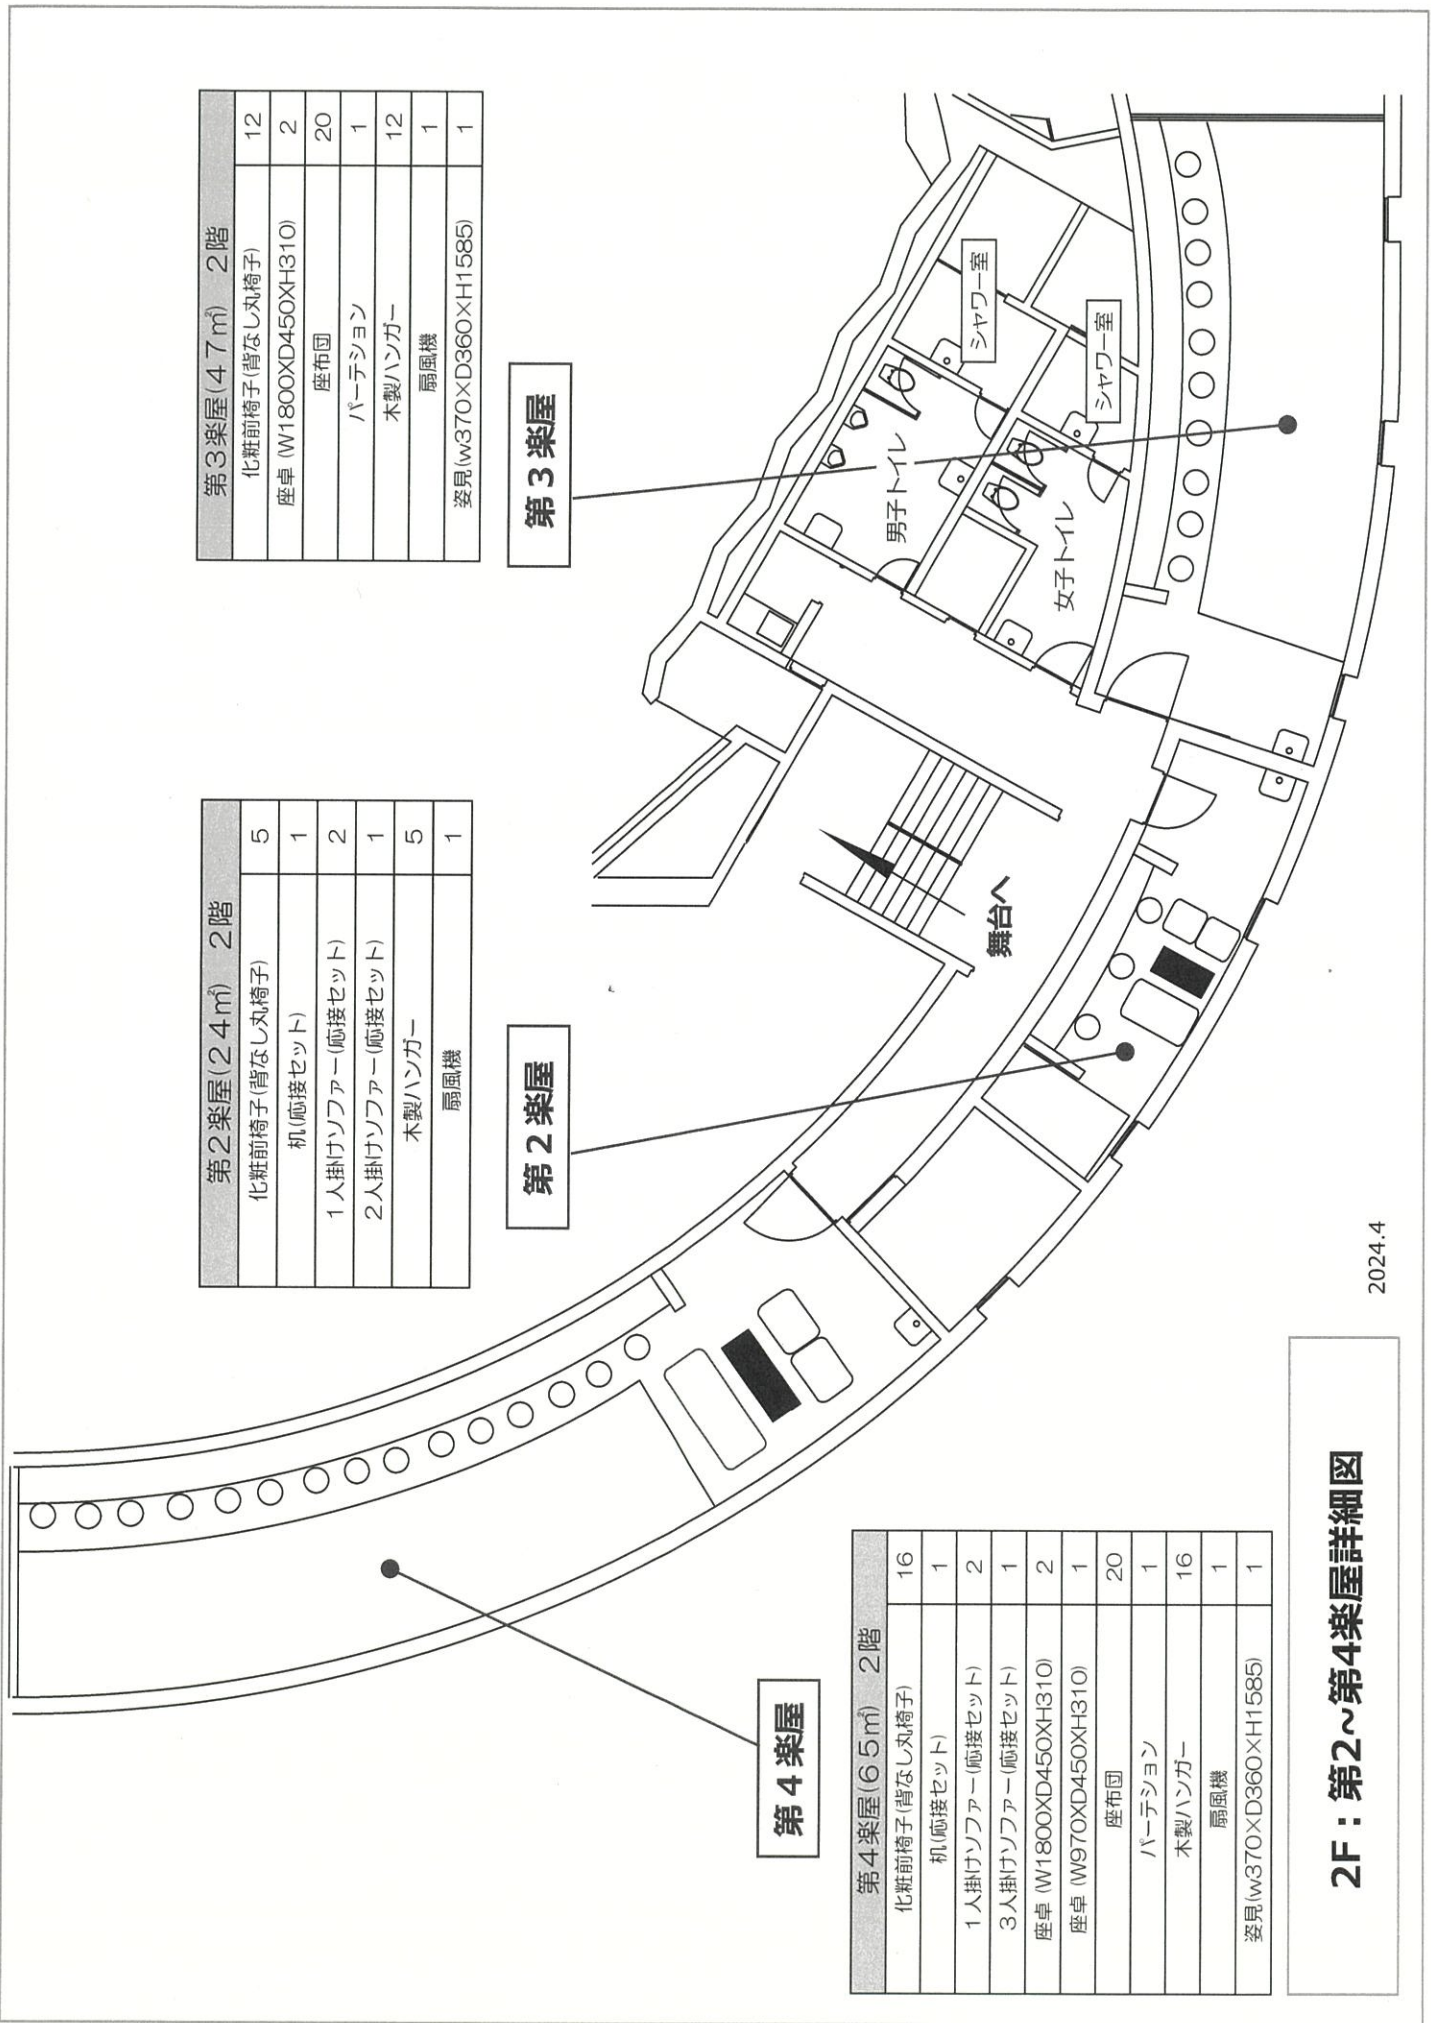 第4楽屋(65㎡) 2階
化粧前椅子(背なし丸椅子) 16
机(応接セット) 1
1人掛けソファー(応接セット) 2
3人掛けソファー(応接セット) 1
座卓 (W1800XD450XH310) 2
座卓 (W970XD450XH310) 1
座布団 20
パーテション 1
木製ハンガー 16
扇風機 1
姿見(w370×D360×H1585) 1
第2楽屋(24㎡) 2階
化粧前椅子(背なし丸椅子) 5
机(応接セット) 1
1人掛けソファー(応接セット) 2
2人掛けソファー(応接セット) 1
木製ハンガー 5
扇風機 1
第3楽屋(47㎡) 2階
化粧前椅子(背なし丸椅子) 12
座卓 (W1800XD450XH310) 2
座布団 20
パーテション 1
木製ハンガー 12
扇風機 1
姿見(w370×D360×H1585) 1
第4楽屋
第2楽屋
第3楽屋
舞台へ
男子トイレ
女子トイレ
シャワー室
シャワー室
2F：第2~第4楽屋詳細図
2024.4